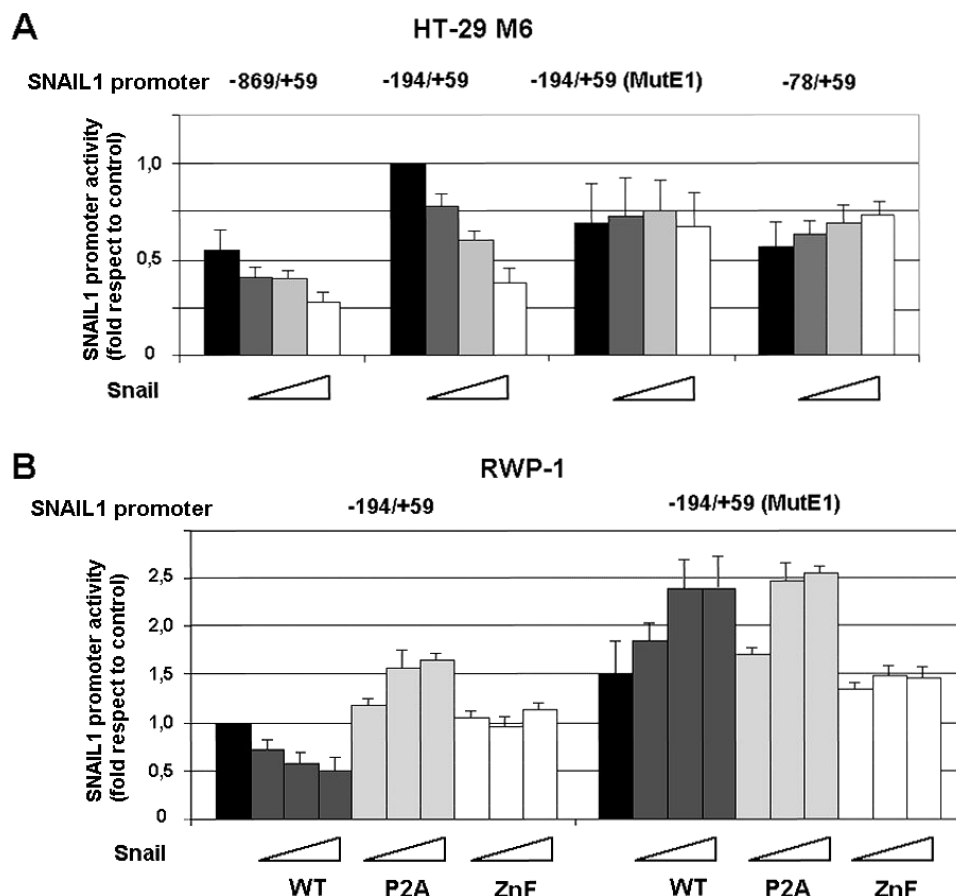 A
HT-29 M6
SNAIL1 promoter -869/+59 -194/+59 -194/+59 (MutE1) -78/+59
SNAIL1 promoter activity
(fold respect to control)
1,0
0,5
0
Snail
B
RWP-1
SNAIL1 promoter -194/+59 -194/+59 (MutE1)
SNAIL1 promoter activity
(fold respect to control)
2,5
2,0
1,5
1,0
0,5
0
Snail
WT P2A ZnF WT P2A ZnF